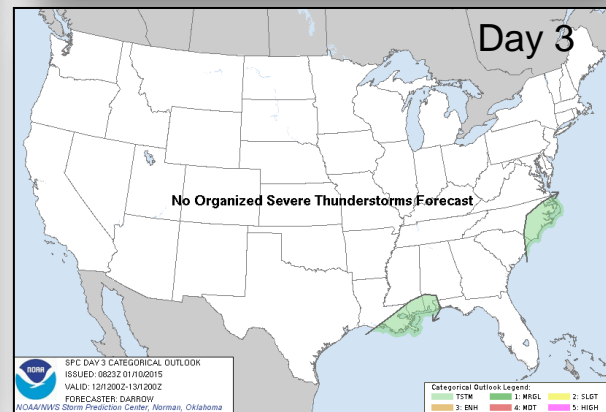 Day 3
No Organized Severe Thunderstorms Forecast
NOAA
SPC DAY 3 CATEGORICAL OUTLOOK
ISSUED: 0823Z 01/10/2015
VALID: 12/1200Z-13/1200Z
FORECASTER: DARROW
NOAA/NWS Storm Prediction Center, Norman, Oklahoma
Categorical Outlook Legend:
TSTM 1: MRGL 2: SLGT
3: ENH 4: MDT 5: HIGH